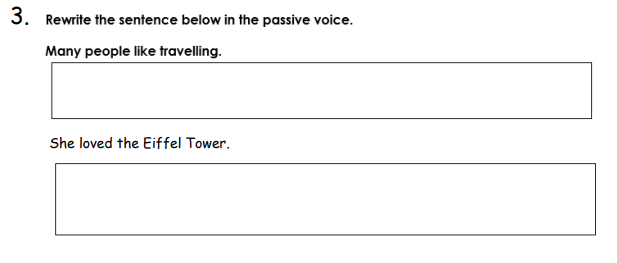 3. Rewrite the sentence below in the passive voice.
Many people like travelling.
She loved the Eiffel Tower.